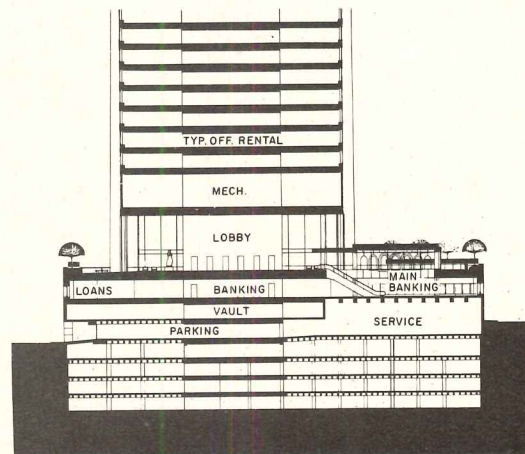 TYP. OFF. RENTAL
MECH.
LOBBY
LOANS
BANKING
MAIN
BANKING
VAULT
PARKING
SERVICE